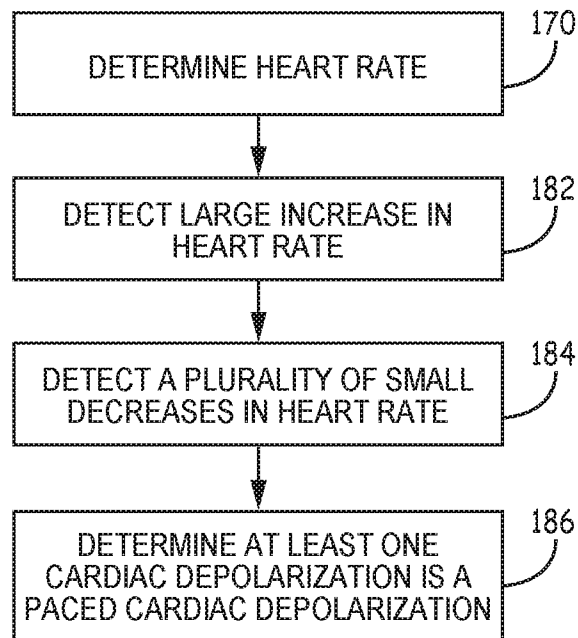 170
DETERMINE HEART RATE
182
DETECT LARGE INCREASE IN
HEART RATE
184
DETECT A PLURALITY OF SMALL
DECREASES IN HEART RATE
186
DETERMINE AT LEAST ONE
CARDIAC DEPOLARIZATION IS A
PACED CARDIAC DEPOLARIZATION